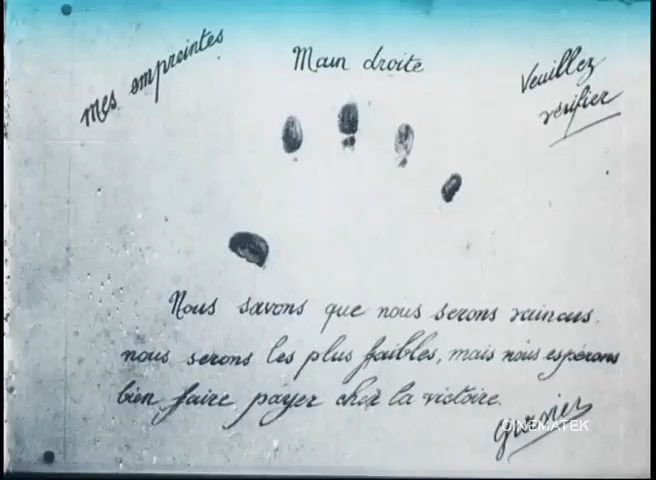 mes empreintes
Main droite
Veuillez
vérifier
Nous savons que nous serons vaincus.
nous serons les plus faibles, mais nous espérons
bien faire payer cher la victoire.
CINEMATEK